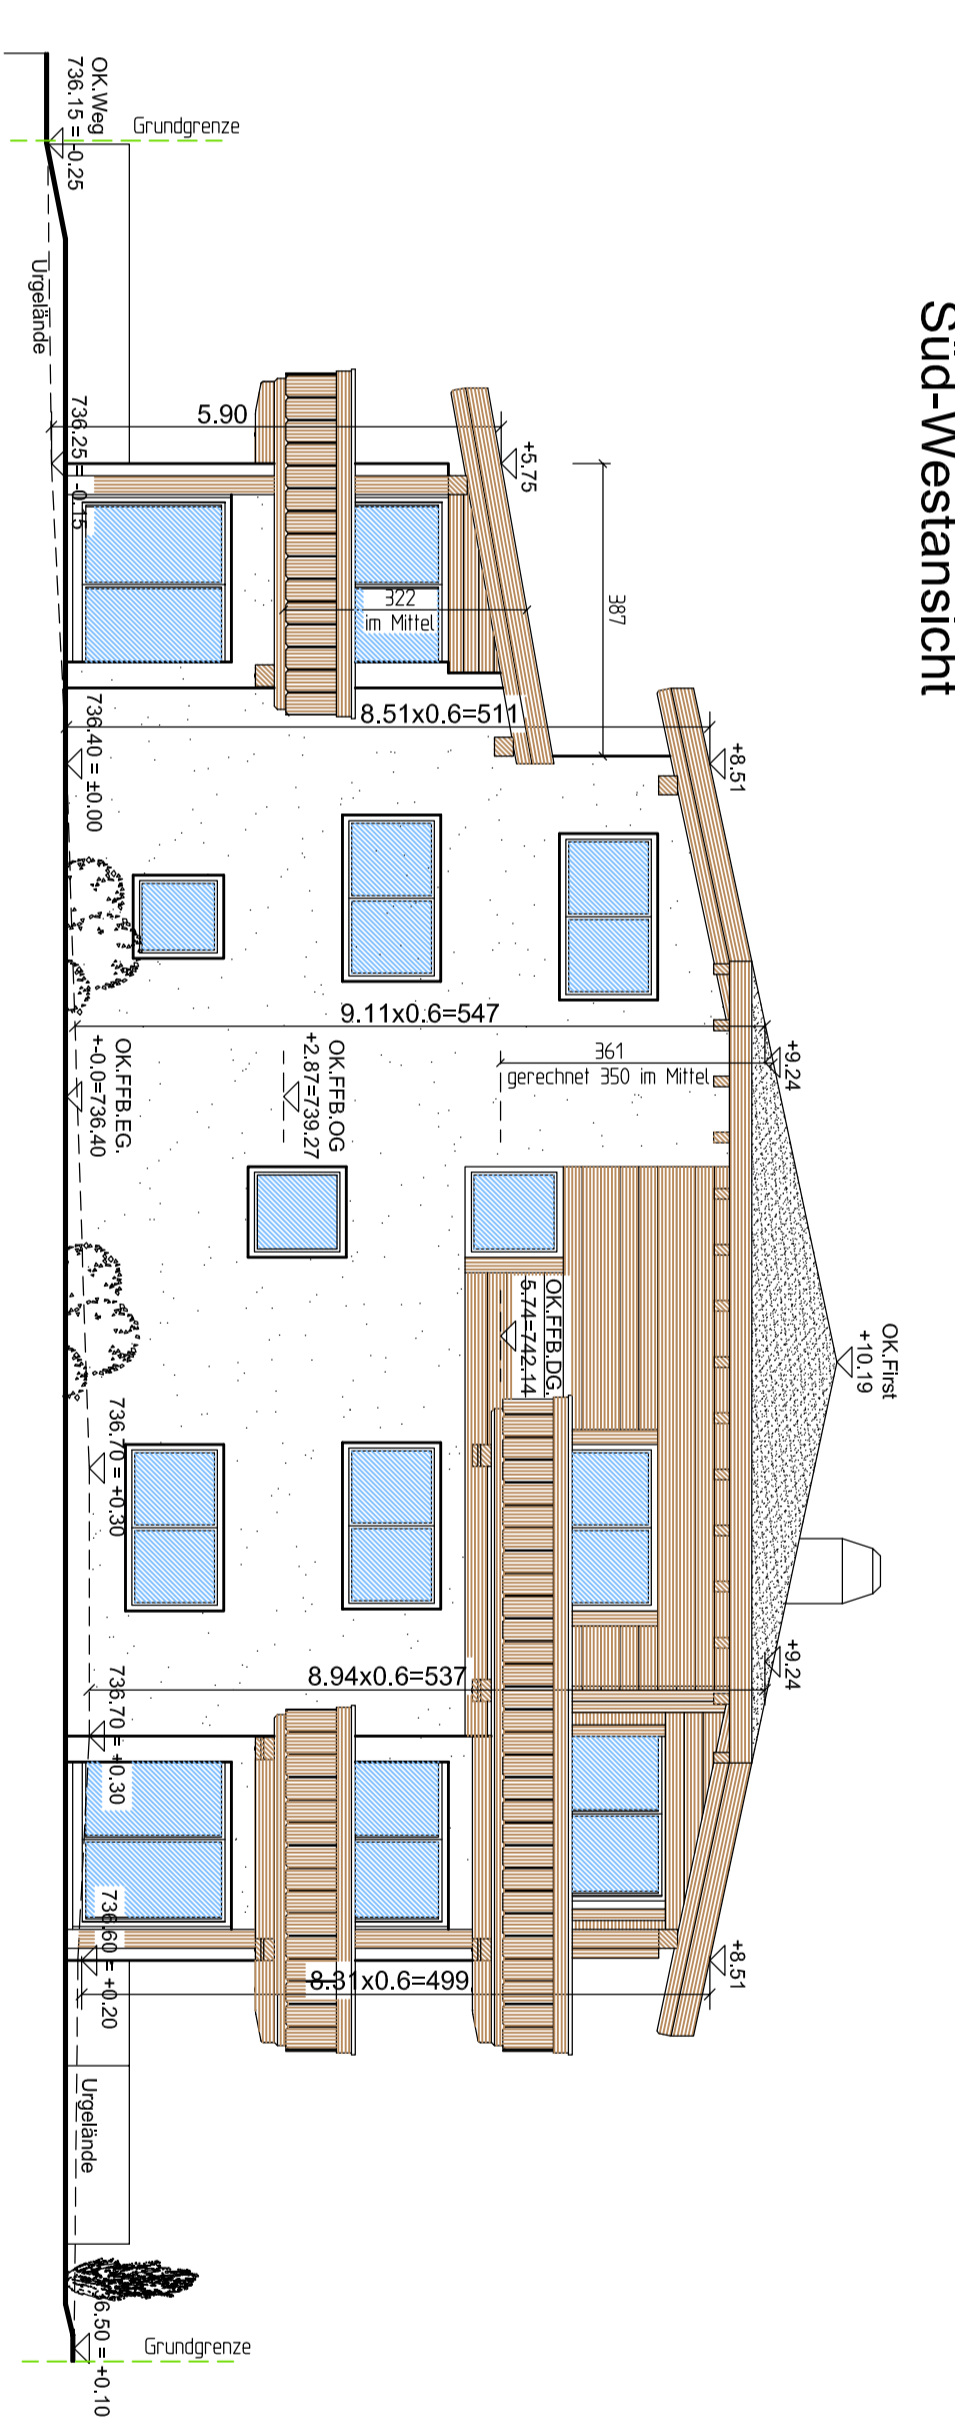 Süd-Westansicht
OK.First
+10.19
+9.24
+9.24
+8.51
+8.51
+5.75
387
5.90
322
im Mittel
8.51x0.6=511
9.11x0.6=547
361
gerechnet 350 im Mittel
OK.FFB.DG.
5.74=742.14
OK.FFB.OG
+2.87=739.27
OK.FFB.EG.
+-0.0=736.40
8.94x0.6=537
8.31x0.6=499
Grundgrenze
OK.Weg
736.15 = -0.25
Urgelände
736.25 = -0.15
736.40 = ±0.00
736.70 = +0.30
736.70 = +0.30
736.60 = +0.20
Urgelände
6.50 = +0.10
Grundgrenze